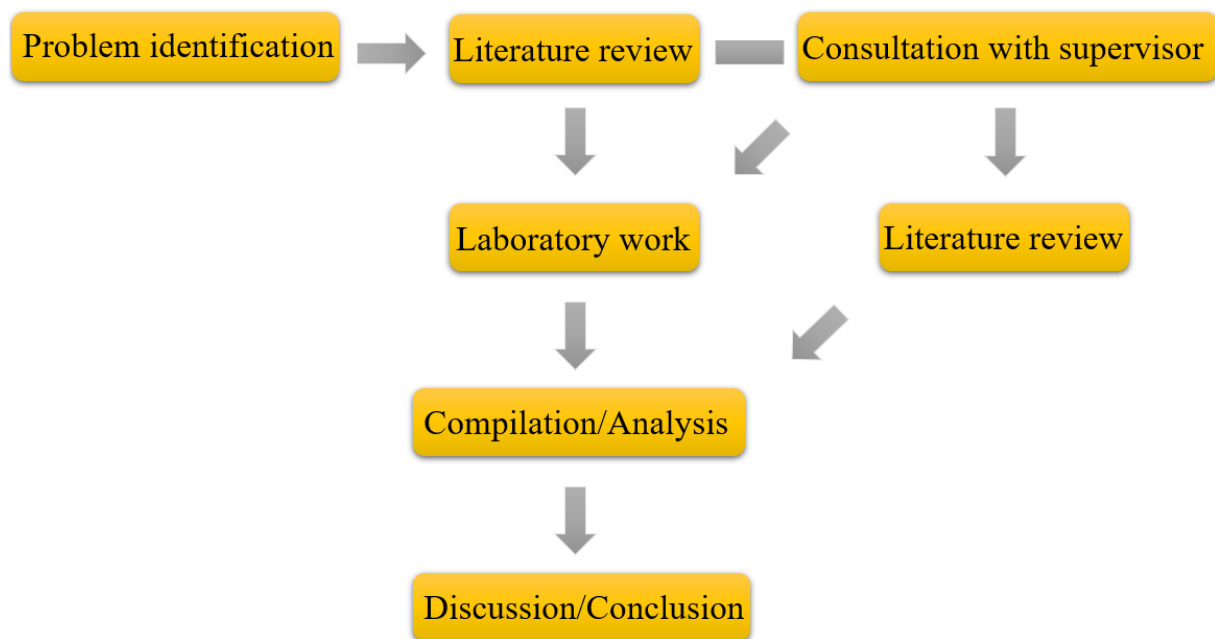 Problem identification
Literature review
Consultation with supervisor
Laboratory work
Literature review
Compilation/Analysis
Discussion/Conclusion